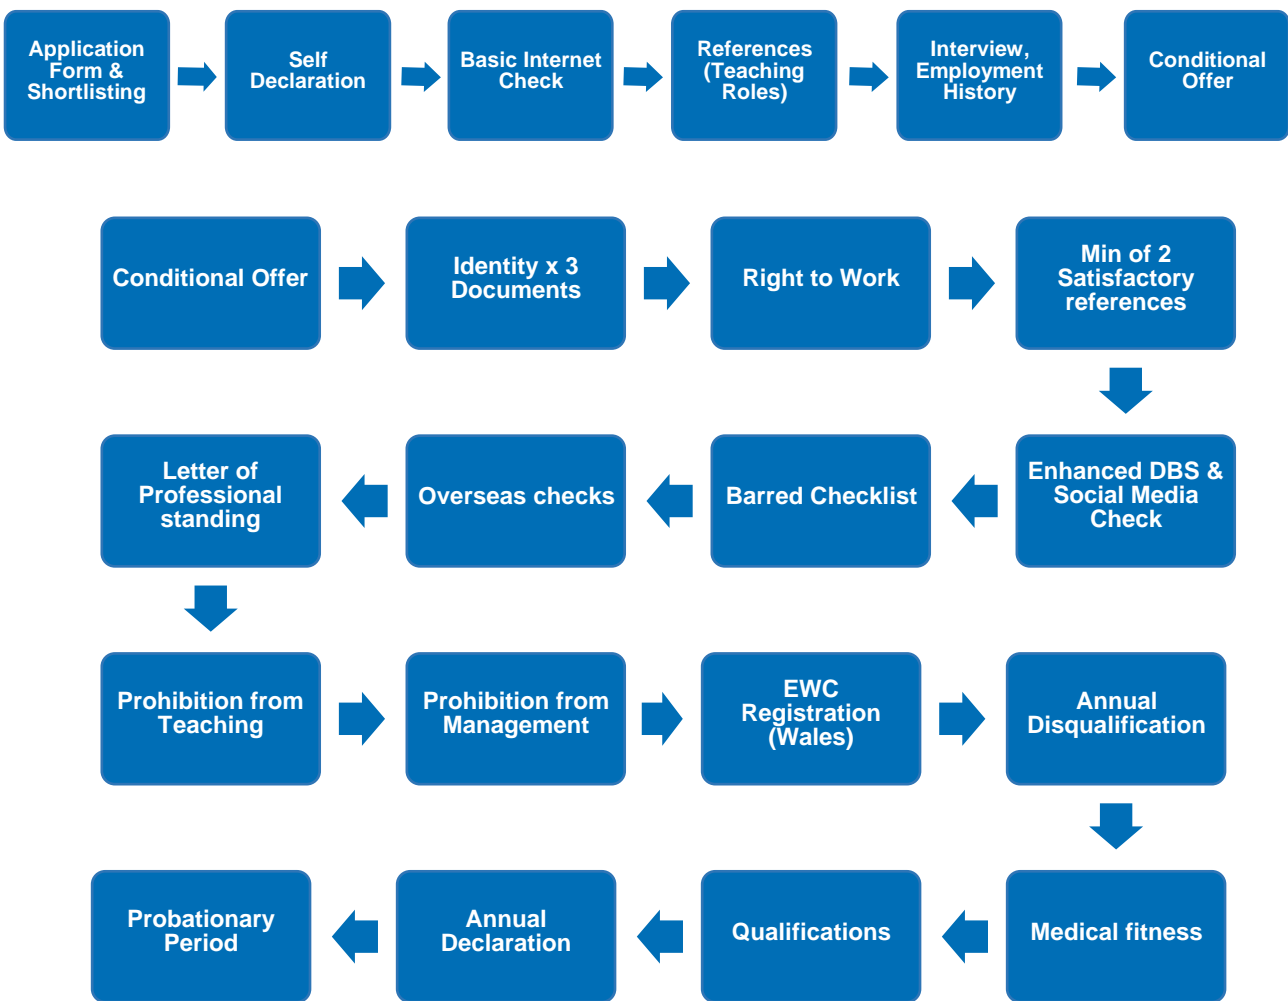 Application
Form &
Shortlisting
Self
Declaration
Basic Internet
Check
References
(Teaching
Roles)
Interview,
Employment
History
Conditional
Offer
Conditional Offer
Identity x 3
Documents
Right to Work
Min of 2
Satisfactory
references
Enhanced DBS &
Social Media
Check
Barred Checklist
Overseas checks
Letter of
Professional
standing
Prohibition from
Teaching
Prohibition from
Management
EWC
Registration
(Wales)
Annual
Disqualification
Medical fitness
Qualifications
Annual
Declaration
Probationary
Period